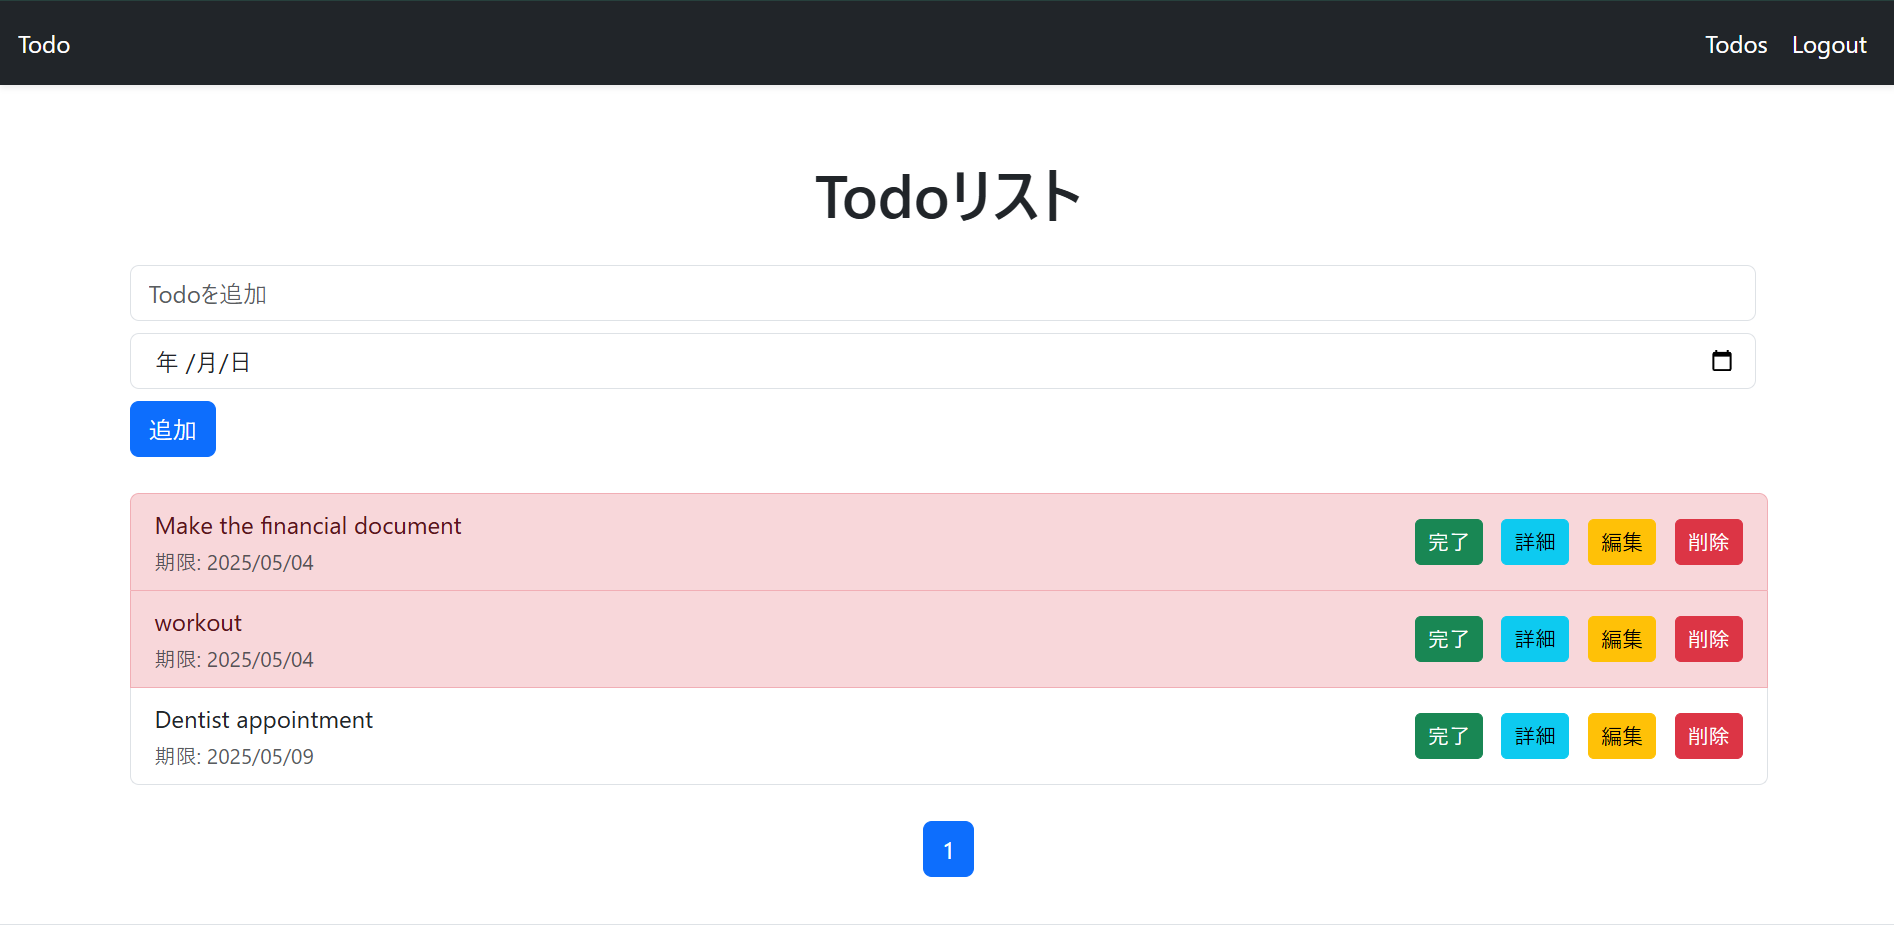 Todo Todos Logout
Todoリスト
Todoを追加
年 /月/日
追加
Make the financial document
期限: 2025/05/04
完了 詳細 編集 削除
workout
期限: 2025/05/04
完了 詳細 編集 削除
Dentist appointment
期限: 2025/05/09
完了 詳細 編集 削除
1